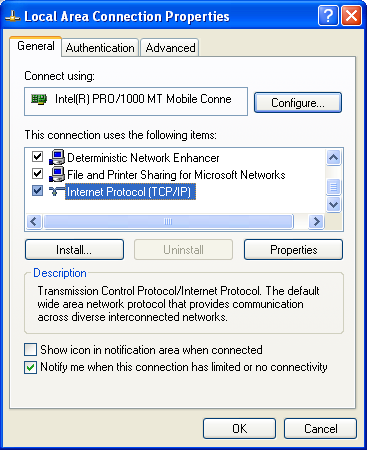 Local Area Connection Properties
General
Authentication
Advanced
Connect using:
Intel(R) PRO/1000 MT Mobile Conne
Configure...
This connection uses the following items:
Deterministic Network Enhancer
File and Printer Sharing for Microsoft Networks
Internet Protocol (TCP/IP)
Install...
Uninstall
Properties
Description
Transmission Control Protocol/Internet Protocol. The default
wide area network protocol that provides communication
across diverse interconnected networks.
Show icon in notification area when connected
Notify me when this connection has limited or no connectivity
OK
Cancel